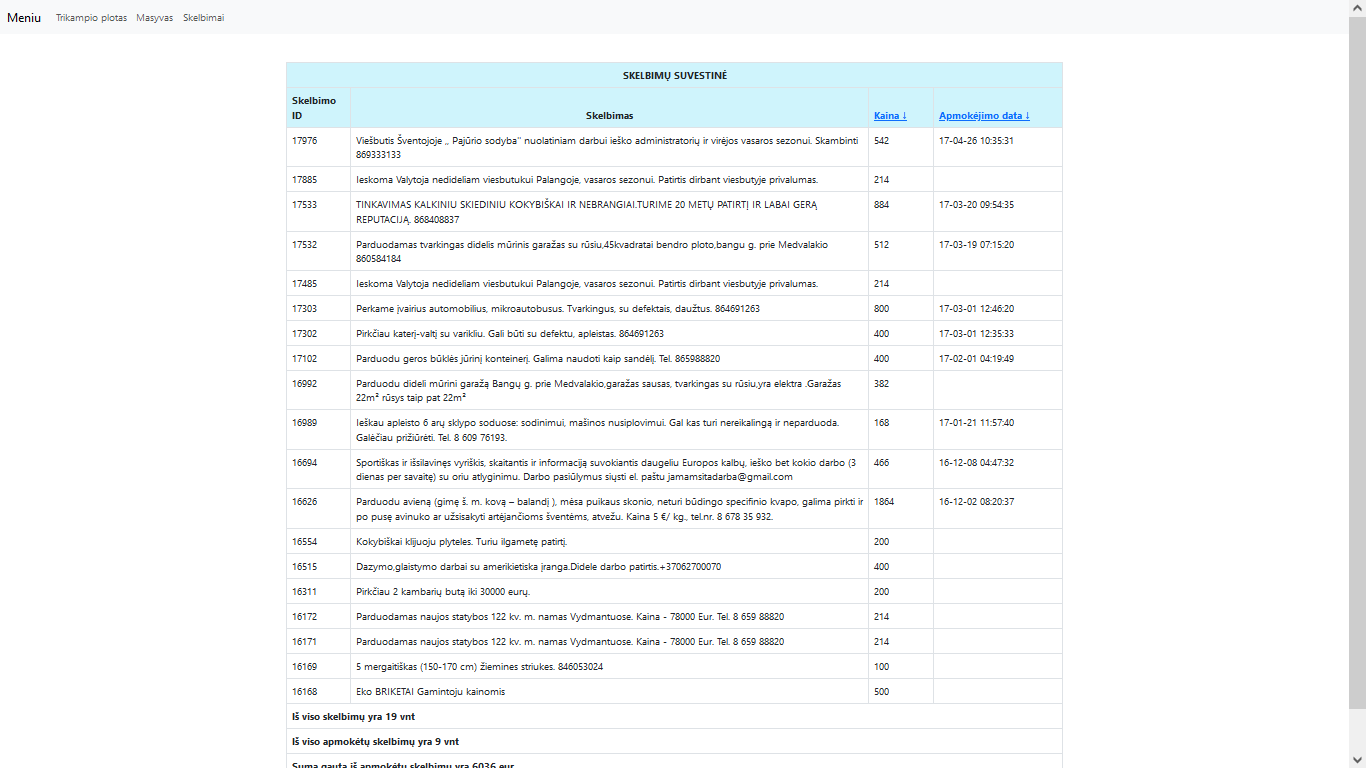 Meniu Trikampio plotas Masyvas Skelbimai
SKELBIMŲ SUVESTINĖ
Skelbimo
ID Skelbimas Kaina ↓ Apmokėjimo data ↓
17976 Viešbutis Šventojoje ,, Pajūrio sodyba" nuolatiniam darbui ieško administratorių ir virėjos vasaros sezonui. Skambinti 542 17-04-26 10:35:31
869333133
17885 Ieskoma Valytoja nedideliam viesbutukui Palangoje, vasaros sezonui. Patirtis dirbant viesbutyje privalumas. 214
17533 TINKAVIMAS KALKINIU SKIEDINIU KOKYBIŠKAI IR NEBRANGIAI.TURIME 20 METŲ PATIRTĮ IR LABAI GERĄ 884 17-03-20 09:54:35
REPUTACIJĄ. 868408837
17532 Parduodamas tvarkingas didelis mūrinis garažas su rūsiu,45kvadratai bendro ploto,bangu g. prie Medvalakio 512 17-03-19 07:15:20
860584184
17485 Ieskoma Valytoja nedideliam viesbutukui Palangoje, vasaros sezonui. Patirtis dirbant viesbutyje privalumas. 214
17303 Perkame įvairius automobilius, mikroautobusus. Tvarkingus, su defektais, daužtus. 864691263 800 17-03-01 12:46:20
17302 Pirkčiau katerį-valtį su varikliu. Gali būti su defektu, apleistas. 864691263 400 17-03-01 12:35:33
17102 Parduodu geros būklės jūrinį konteinerį. Galima naudoti kaip sandėlį. Tel. 865988820 400 17-02-01 04:19:49
16992 Parduodu dideli mūrini garažą Bangų g. prie Medvalakio,garažas sausas, tvarkingas su rūsiu,yra elektra .Garažas 382
22m² rūsys taip pat 22m²
16989 Ieškau apleisto 6 arų sklypo soduose: sodinimui, mašinos nusiplovimui. Gal kas turi nereikalingą ir neparduoda. 168 17-01-21 11:57:40
Galėčiau prižiūrėti. Tel. 8 609 76193.
16694 Sportiškas ir išsilavinęs vyriškis, skaitantis ir informaciją suvokiantis daugeliu Europos kalbų, ieško bet kokio darbo (3 466 16-12-08 04:47:32
dienas per savaitę) su oriu atlyginimu. Darbo pasiūlymus siųsti el. paštu jamamsitadarba@gmail.com
16626 Parduodu avieną (gimę š. m. kovą – balandį ), mėsa puikaus skonio, neturi būdingo specifinio kvapo, galima pirkti ir 1864 16-12-02 08:20:37
po pusę avinuko ar užsisakyti artėjančioms šventėms, atvežu. Kaina 5 €/ kg., tel.nr. 8 678 35 932.
16554 Kokybiškai klijuoju plyteles. Turiu ilgametę patirtį. 200
16515 Dazymo,glaistymo darbai su amerikietiska įranga.Didele darbo patirtis.+37062700070 400
16311 Pirkčiau 2 kambarių butą iki 30000 eurų. 200
16172 Parduodamas naujos statybos 122 kv. m. namas Vydmantuose. Kaina - 78000 Eur. Tel. 8 659 88820 214
16171 Parduodamas naujos statybos 122 kv. m. namas Vydmantuose. Kaina - 78000 Eur. Tel. 8 659 88820 214
16169 5 mergaitiškas (150-170 cm) žiemines striukes. 846053024 100
16168 Eko BRIKETAI Gamintoju kainomis 500
Iš viso skelbimų yra 19 vnt
Iš viso apmokėtų skelbimų yra 9 vnt
Suma gauta iš apmokėtų skelbimų yra 6036 eur